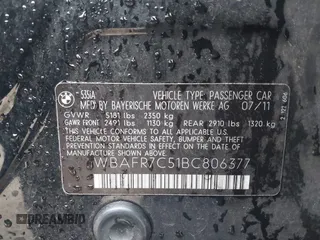 535iA
VEHICLE TYPE PASSENGER CAR
MFD BY BAYERISCHE MOTOREN WERKE AG 07/11
GVWR 5181 lbs 2350 kg
GAWR FRONT 2491 lbs 1130 kg REAR 2910 lbs 1320 kg
THIS VEHICLE CONFORMS TO ALL APPLICABLE
FEDERAL MOTOR VEHICLE SAFETY, BUMPER,
AND THEFT PREVENTION STANDARDS IN EFFECT
ON THE DATE OF MANUFACTURE SHOWN ABOVE.
WBAFR7C51BC806377